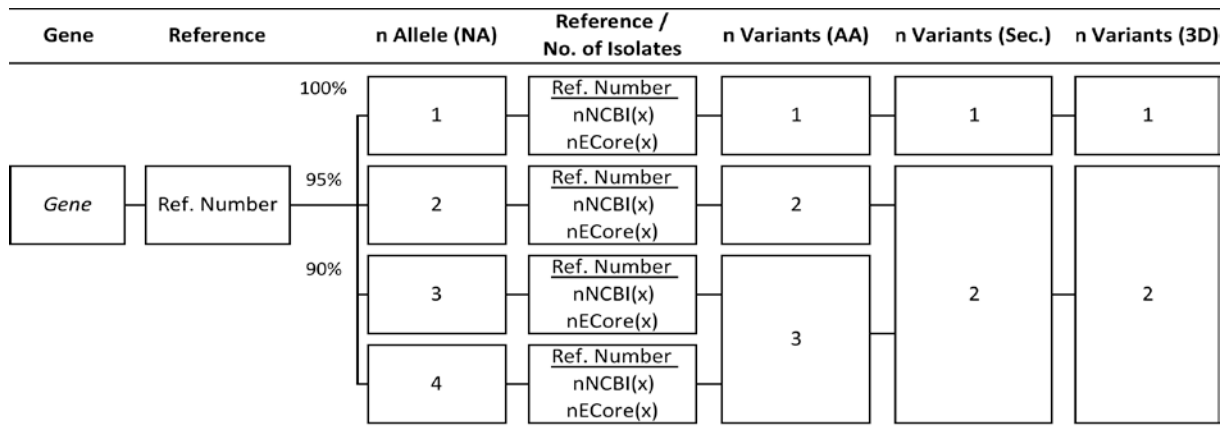 Gene Reference n Allele (NA) Reference / No. of Isolates n Variants (AA) n Variants (Sec.) n Variants (3D)
100%
1
Ref. Number
nNCBI(x)
nECore(x)
1
1
1
Gene
Ref. Number
95%
2
Ref. Number
nNCBI(x)
nECore(x)
2
90%
3
Ref. Number
nNCBI(x)
nECore(x)
3
2
2
4
Ref. Number
nNCBI(x)
nECore(x)